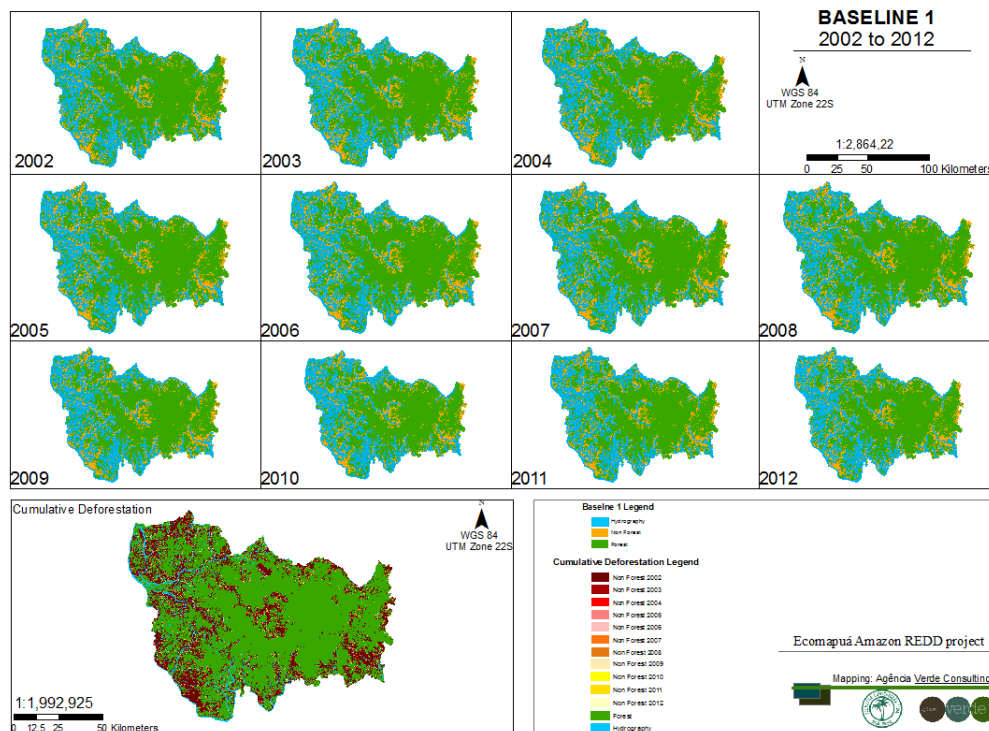 BASELINE 1
2002 to 2012
N
WGS 84
UTM Zone 22S
1:2,864,22
0 25 50 100 Kilometers
2002
2003
2004
2005
2006
2007
2008
2009
2010
2011
2012
Cumulative Deforestation
N
WGS 84
UTM Zone 22S
1:1,992,925
0 12.5 25 50 Kilometers
Baselne 1 Legend
Hydrography
Non Forest
Forest
Cumulative Deforestation Legend
Non Forest 2002
Non Forest 2003
Non Forest 2004
Non Forest 2005
Non Forest 2006
Non Forest 2007
Non Forest 2008
Non Forest 2009
Non Forest 2010
Non Forest 2011
Non Forest 2012
Forest
Hydrography
Ecomapuá Amazon REDD project
Mapping: Agência Verde Consulting
verde